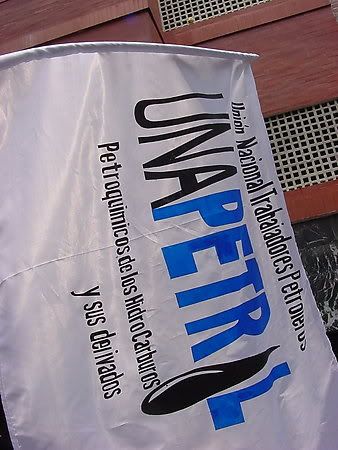 Unión Nacional Trabajadores Petroleros
UNAPETROL
Petroquímicos de los HidroCarburos
y sus derivados